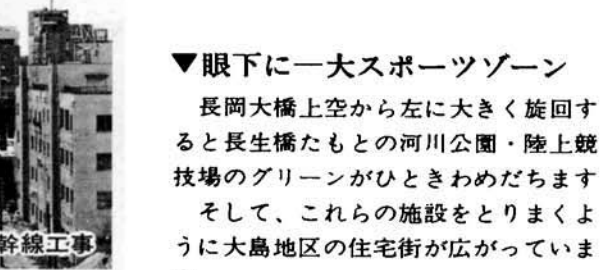 ▼眼下に一大スポーツゾーン
長岡大橋上空から左に大きく旋回す
ると長生橋たもとの河川公園・陸上競
技場のグリーンがひときわめだちます
そして、これらの施設をとりまくよ
うに大島地区の住宅街が広がっていま
幹線工事